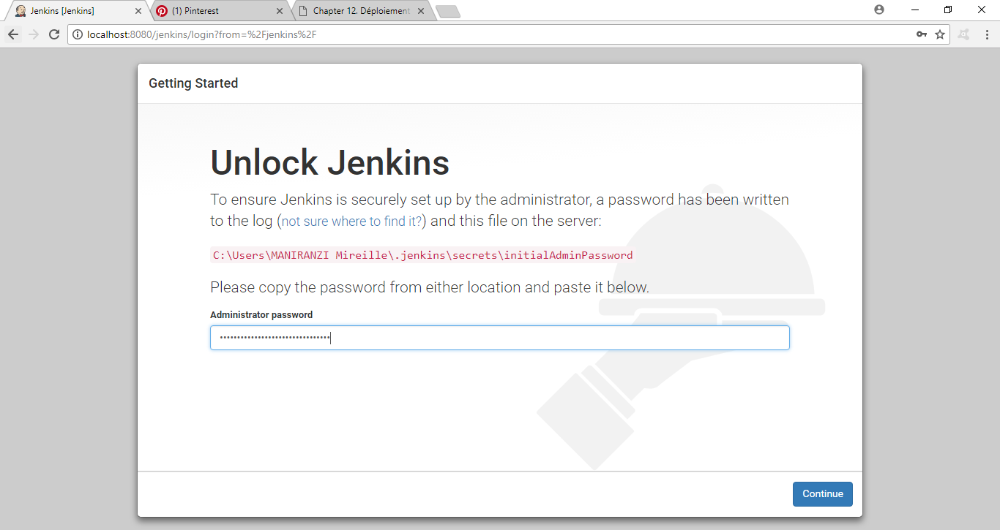 Jenkins [Jenkins]
(1) Pinterest
Chapter 12. Déploiement
localhost:8080/jenkins/login?from=%2Fjenkins%2F
Getting Started
Unlock Jenkins
To ensure Jenkins is securely set up by the administrator, a password has been written
to the log (not sure where to find it?) and this file on the server:
C:\Users\MANIRANZI Mireille\.jenkins\secrets\initialAdminPassword
Please copy the password from either location and paste it below.
Administrator password
••••••••••••••••••••••••••••••••
Continue